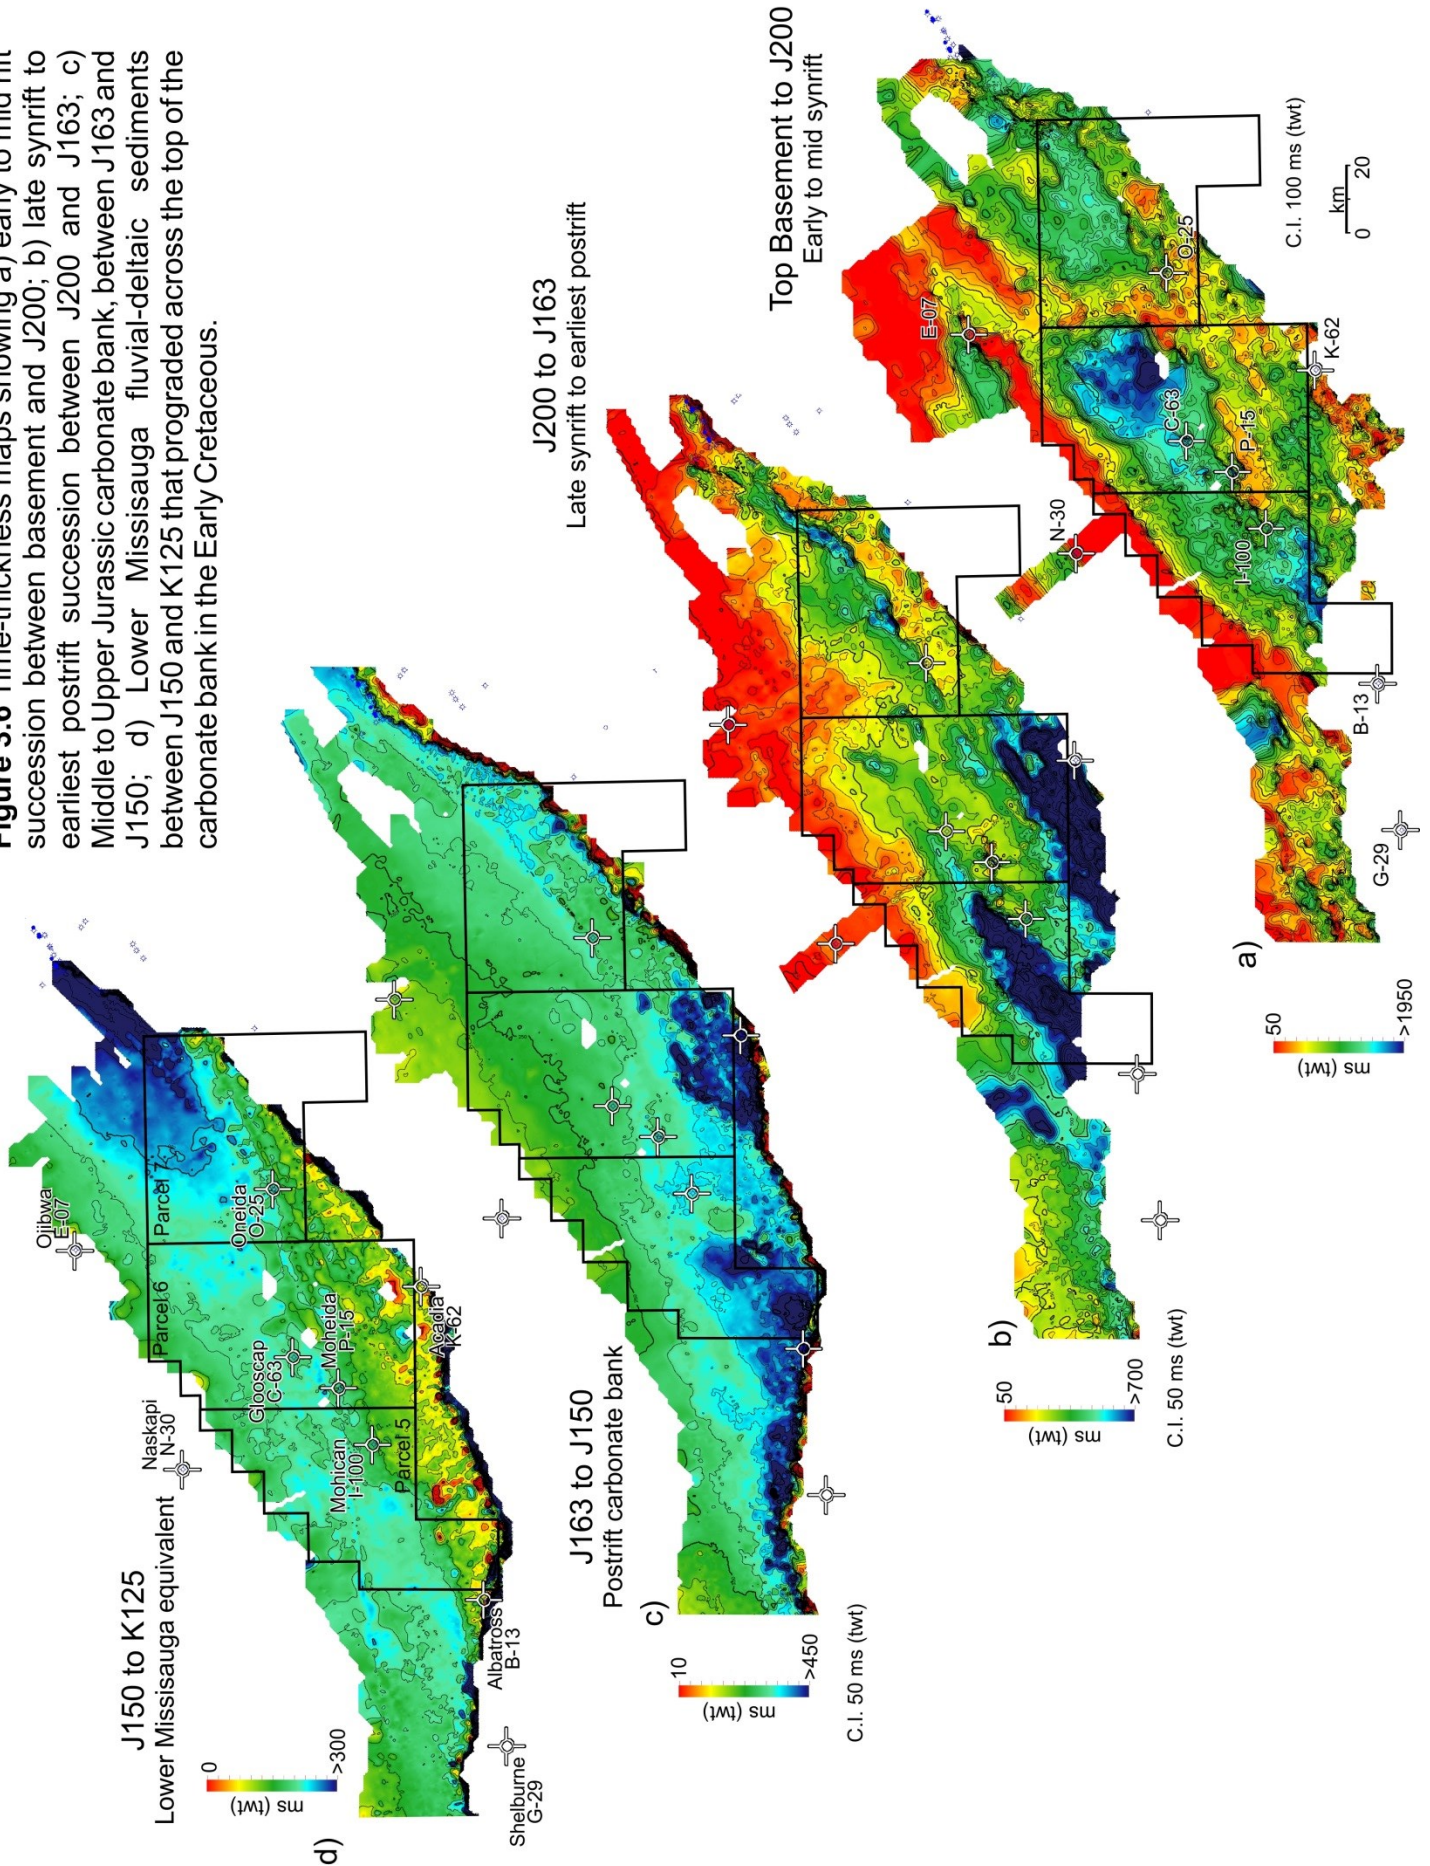 Figure 3.6 Time-thickness maps showing a) early to mid rift
succession between basement and J200; b) late synrift to
earliest postrift succession between J200 and J163; c)
Middle to Upper Jurassic carbonate bank, between J163 and
J150; d) Lower Missisauga fluvial-deltaic sediments
between J150 and K125 that prograded across the top of the
carbonate bank in the Early Cretaceous.
J150 to K125
Lower Missisauga equivalent
d)
0
>300
ms (twt)
Shelburne
G-29
Albatross
B-13
Naskapi
N-30
Mohican
I-100
Parcel 5
Glooscap
C-63
Moheida
P-15
Acadia
K-62
Parcel 6
Ojibwa
E-07
Parcel 7
Oneida
O-25
J163 to J150
Postrift carbonate bank
c)
10
>450
ms (twt)
C.I. 50 ms (twt)
J200 to J163
Late synrift to earliest postrift
b)
50
>700
ms (twt)
C.I. 50 ms (twt)
Top Basement to J200
Early to mid synrift
a)
50
>1950
ms (twt)
C.I. 100 ms (twt)
km
0 20
G-29
B-13
N-30
I-100
P-15
C-63
K-62
E-07
O-25